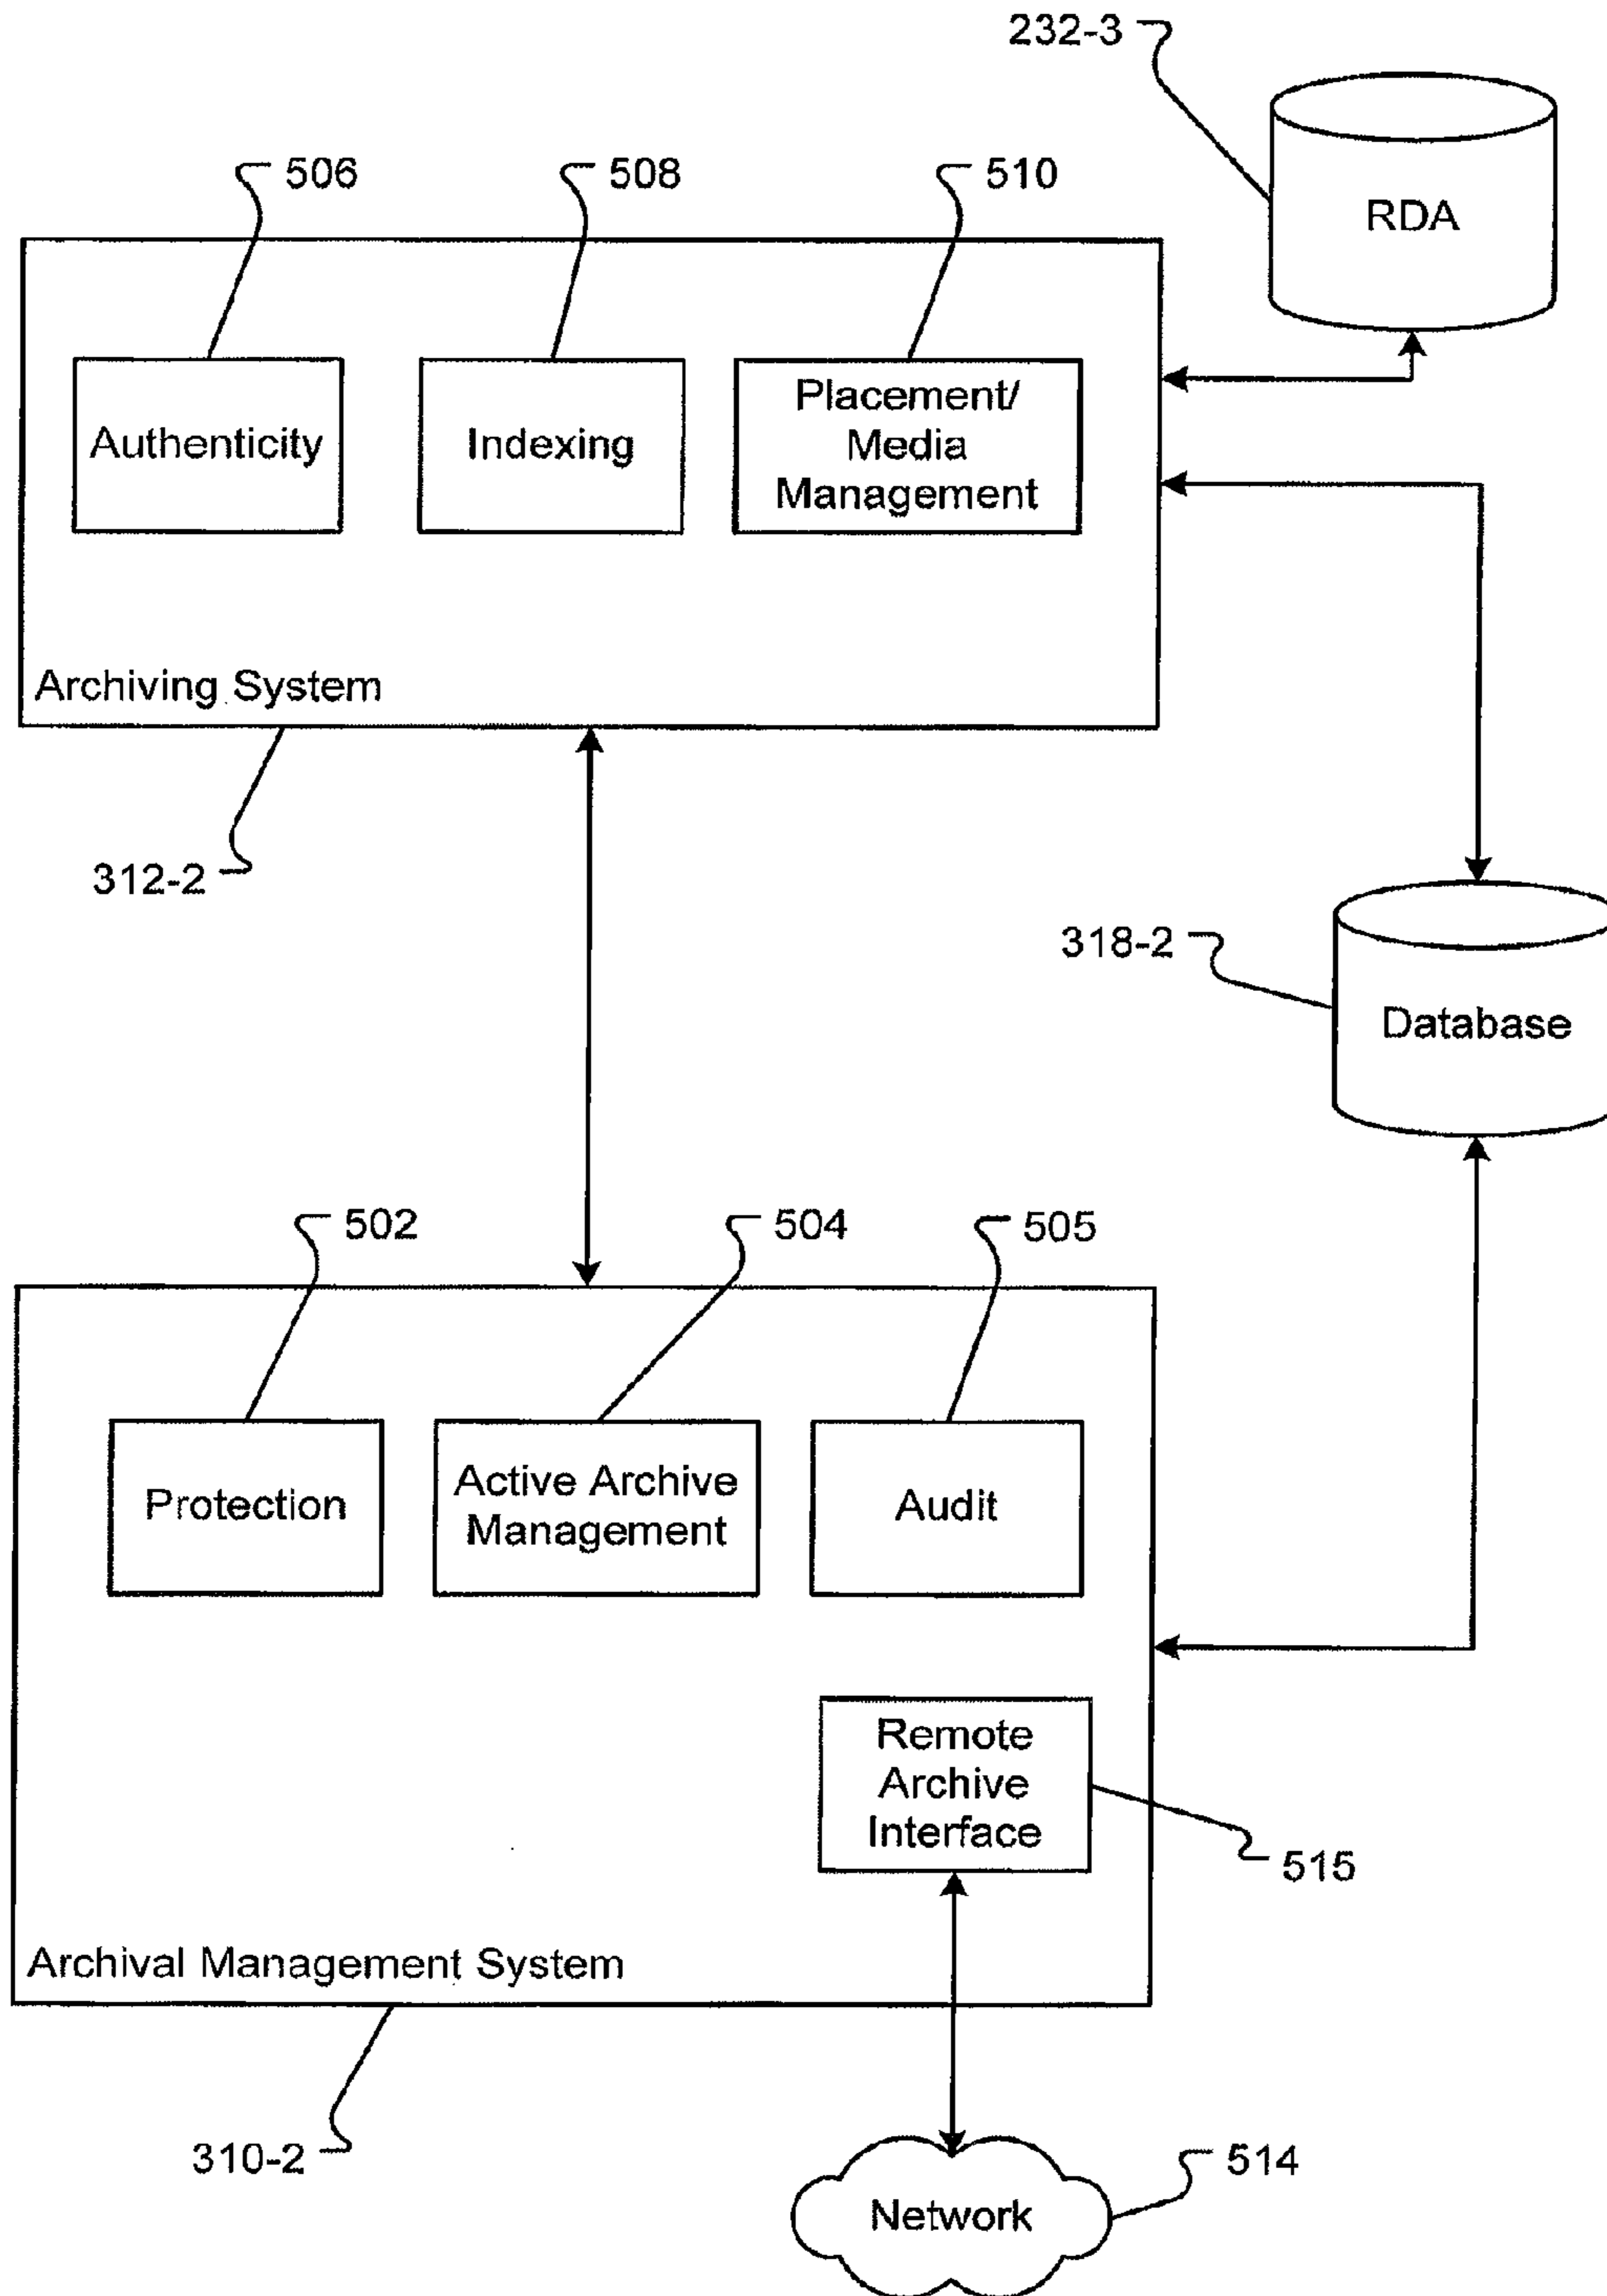 232-3
RDA
506
508
510
Authenticity
Indexing
Placement/
Media
Management
Archiving System
312-2
318-2
Database
502
504
505
Protection
Active Archive
Management
Audit
Remote
Archive
Interface
515
Archival Management System
310-2
514
Network